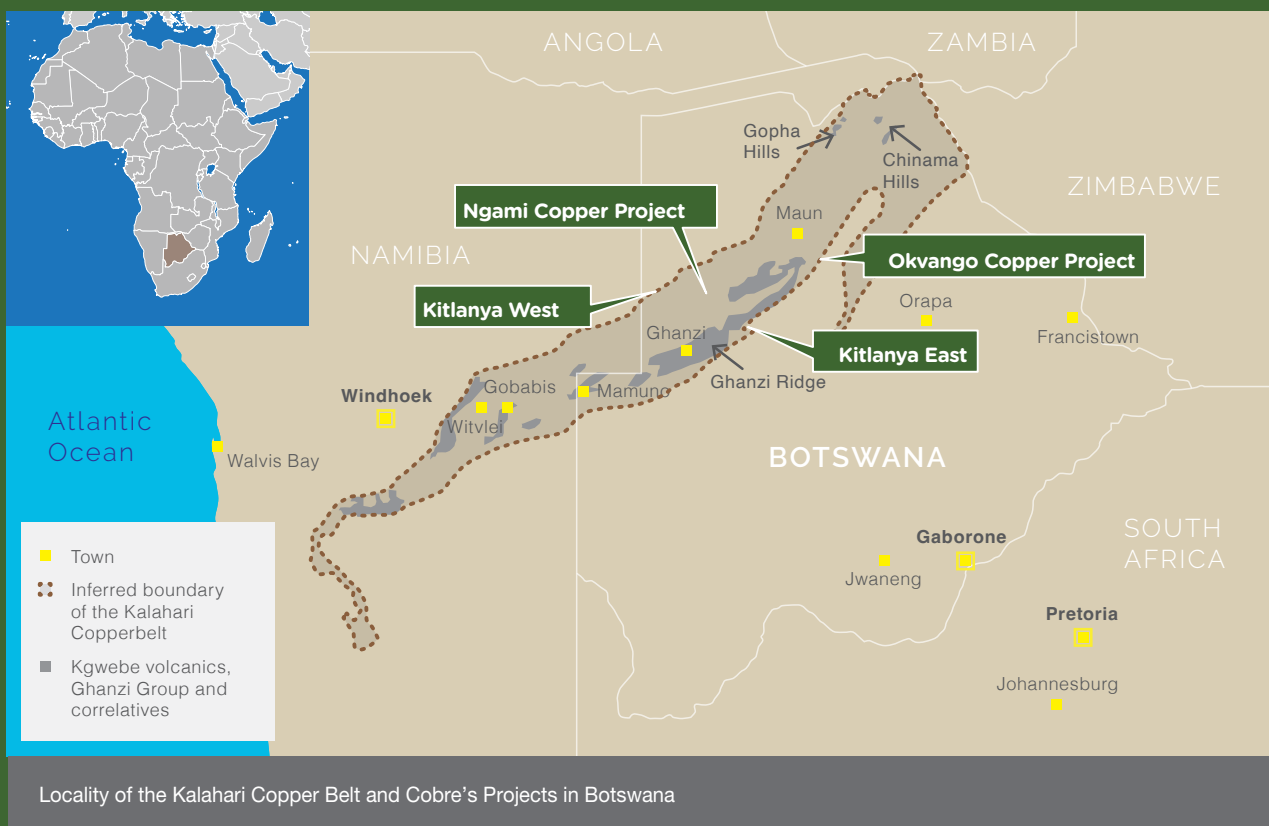 ANGOLA
ZAMBIA
Gopha
Hills
Chinama
Hills
ZIMBABWE
Ngami Copper Project
Maun
NAMIBIA
Okvango Copper Project
Kitlanya West
Orapa
Ghanzi
Francistown
Kitlanya East
Ghanzi Ridge
Gobabis
Mamuno
Windhoek
Witvlei
Atlantic
Ocean
Walvis Bay
BOTSWANA
SOUTH
AFRICA
Gaborone
Jwaneng
Pretoria
Johannesburg
Town
Inferred boundary
of the Kalahari
Copperbelt
Kgwebe volcanics,
Ghanzi Group and
correlatives
Locality of the Kalahari Copper Belt and Cobre's Projects in Botswana